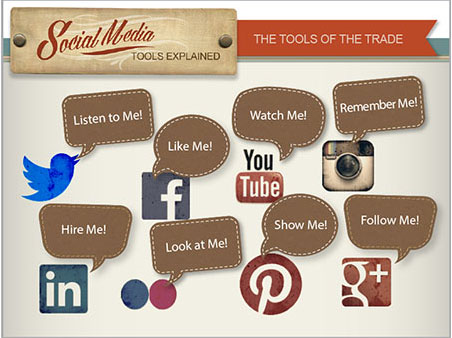 Social Media
TOOLS EXPLAINED
THE TOOLS OF THE TRADE
Listen to Me!
Like Me!
Watch Me!
Remember Me!
f
You
Tube
Hire Me!
Look at Me!
Show Me!
Follow Me!
in
P
g+